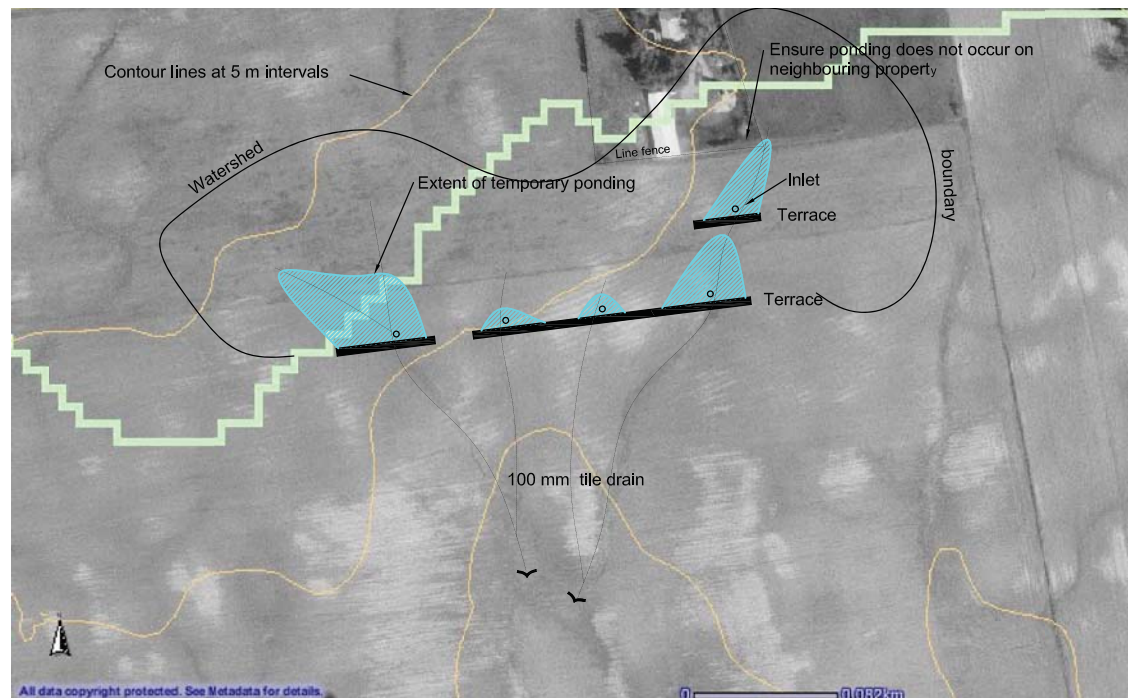 Ensure ponding does not occur on
neighbouring property
Contour lines at 5 m intervals
Line fence
Watershed
boundary
Extent of temporary ponding
Inlet
Terrace
Terrace
100 mm tile drain
All data copyright protected. See Metadata for details.
0 0.082km